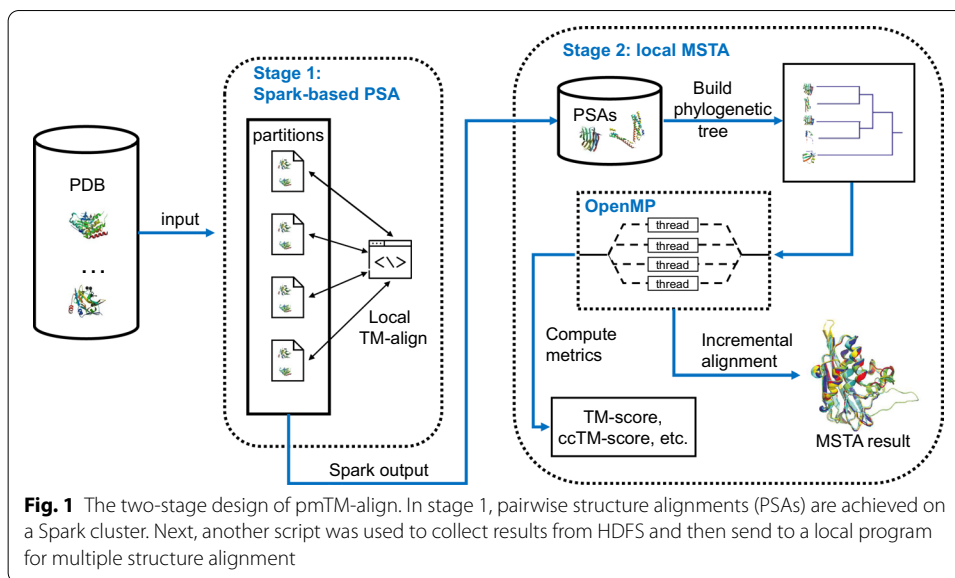 Stage 1:
Spark-based PSA
partitions
PDB
...
input
<\>
Local
TM-align
Spark output
Stage 2: local MSTA
PSAs
Build
phylogenetic
tree
OpenMP
thread
thread
thread
thread
Compute
metrics
Incremental
alignment
TM-score,
ccTM-score, etc.
MSTA result
Fig. 1 The two-stage design of pmTM-align. In stage 1, pairwise structure alignments (PSAs) are achieved on
a Spark cluster. Next, another script was used to collect results from HDFS and then send to a local program
for multiple structure alignment